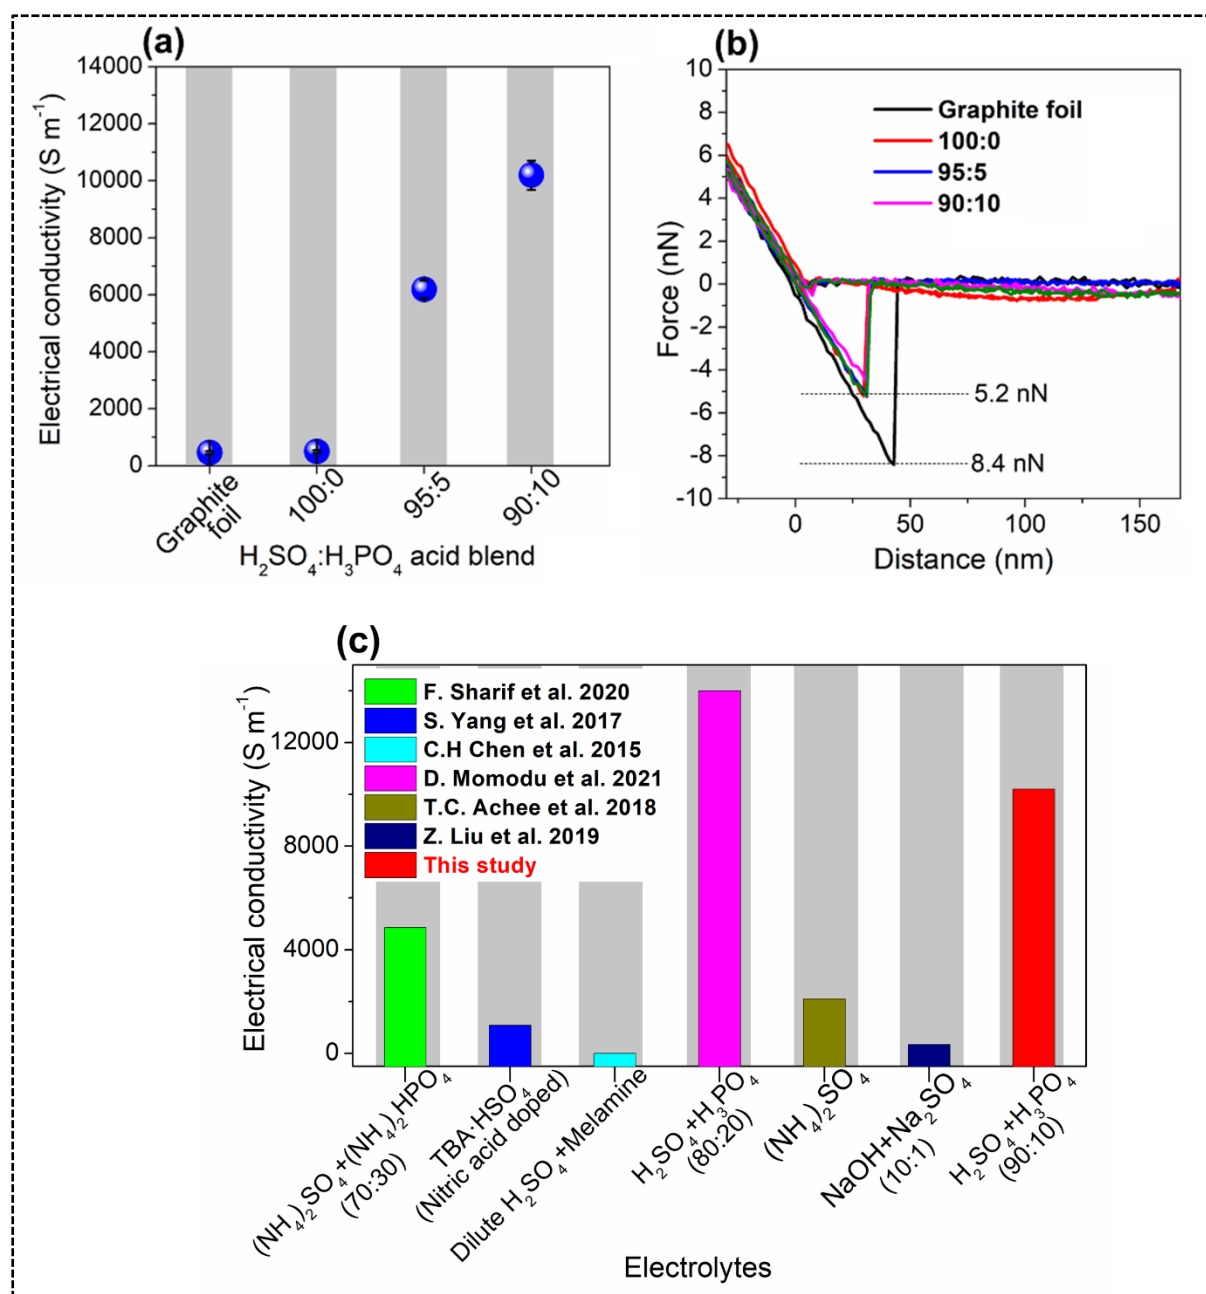 (a)
14000
12000
10000
8000
6000
4000
2000
0
Electrical conductivity (S m⁻¹)
Graphite
foil
100:0
95:5
90:10
H₂SO₄:H₃PO₄ acid blend
(b)
10
8
6
4
2
0
-2
-4
-6
-8
-10
Force (nN)
Graphite foil
100:0
95:5
90:10
5.2 nN
8.4 nN
0
50
100
150
Distance (nm)
(c)
12000
8000
4000
0
Electrical conductivity (S m⁻¹)
F. Sharif et al. 2020
S. Yang et al. 2017
C.H Chen et al. 2015
D. Momodu et al. 2021
T.C. Achee et al. 2018
Z. Liu et al. 2019
This study
(NH₄)₂SO₄+(NH₄)₂HPO₄
(70:30)
TBA·HSO₄
(Nitric acid doped)
Dilute H₂SO₄+Melamine
H₂SO₄+H₃PO₄
(80:20)
(NH₄)₂SO₄
NaOH+Na₂SO₄
(10:1)
H₂SO₄+H₃PO₄
(90:10)
Electrolytes